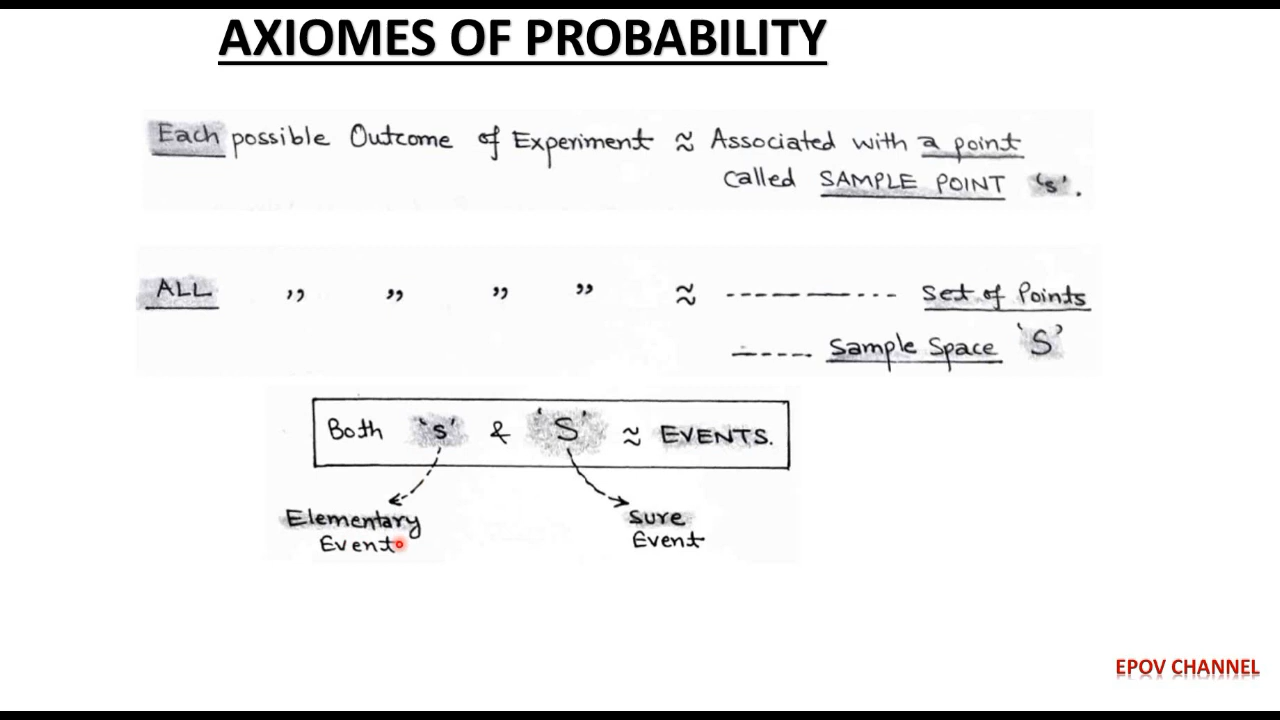 AXIOMES OF PROBABILITY
Each possible Outcome of Experiment ≈ Associated with a point
called SAMPLE POINT 's'.
ALL ,, ,, ,, ,, ≈ ---------- Set of Points
----- Sample Space 'S'
Both 's' & 'S' ≈ EVENTS.
Elementary
Event
Sure
Event
EPOV CHANNEL